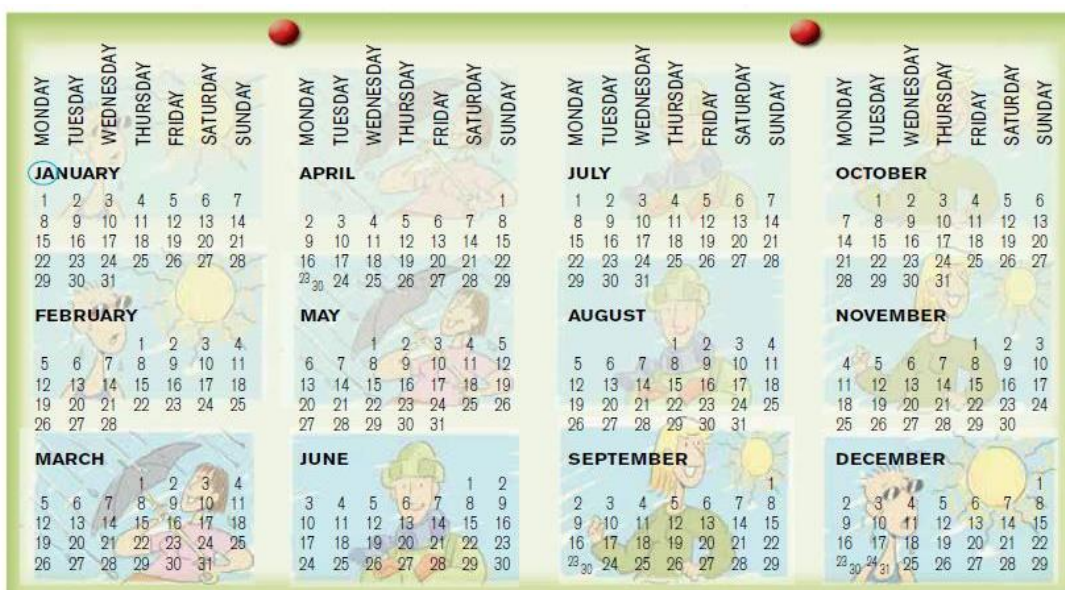 MONDAY TUESDAY WEDNESDAY THURSDAY FRIDAY SATURDAY SUNDAY
JANUARY
1 2 3 4 5 6 7
8 9 10 11 12 13 14
15 16 17 18 19 20 21
22 23 24 25 26 27 28
29 30 31
FEBRUARY
1 2 3 4
5 6 7 8 9 10 11
12 13 14 15 16 17 18
19 20 21 22 23 24 25
26 27 28
MARCH
1 2 3 4
5 6 7 8 9 10 11
12 13 14 15 16 17 18
19 20 21 22 23 24 25
26 27 28 29 30 31
MONDAY TUESDAY WEDNESDAY THURSDAY FRIDAY SATURDAY SUNDAY
APRIL
1
2 3 4 5 6 7 8
9 10 11 12 13 14 15
16 17 18 19 20 21 22
23 30 24 25 26 27 28 29
MAY
1 2 3 4 5
6 7 8 9 10 11 12
13 14 15 16 17 18 19
20 21 22 23 24 25 26
27 28 29 30 31
JUNE
1 2
3 4 5 6 7 8 9
10 11 12 13 14 15 16
17 18 19 20 21 22 23
24 25 26 27 28 29 30
MONDAY TUESDAY WEDNESDAY THURSDAY FRIDAY SATURDAY SUNDAY
JULY
1 2 3 4 5 6 7
8 9 10 11 12 13 14
15 16 17 18 19 20 21
22 23 24 25 26 27 28
29 30 31
AUGUST
1 2 3 4
5 6 7 8 9 10 11
12 13 14 15 16 17 18
19 20 21 22 23 24 25
26 27 28 29 30 31
SEPTEMBER
1
2 3 4 5 6 7 8
9 10 11 12 13 14 15
16 17 18 19 20 21 22
23 30 24 25 26 27 28 29
MONDAY TUESDAY WEDNESDAY THURSDAY FRIDAY SATURDAY SUNDAY
OCTOBER
1 2 3 4 5 6
7 8 9 10 11 12 13
14 15 16 17 18 19 20
21 22 23 24 25 26 27
28 29 30 31
NOVEMBER
1 2 3
4 5 6 7 8 9 10
11 12 13 14 15 16 17
18 19 20 21 22 23 24
25 26 27 28 29 30
DECEMBER
1
2 3 4 5 6 7 8
9 10 11 12 13 14 15
16 17 18 19 20 21 22
23 30 24 31 25 26 27 28 29